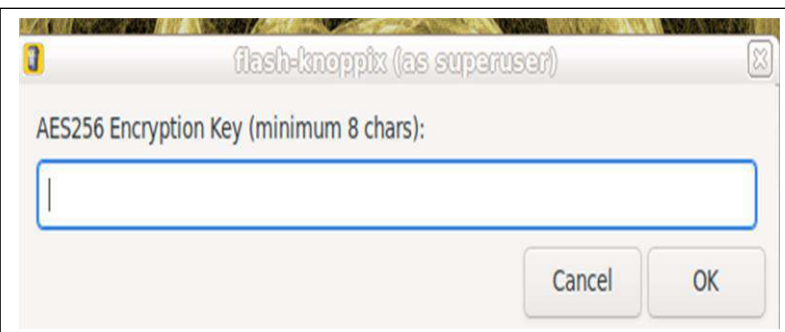 flash-knoppix (as superuser)
AES256 Encryption Key (minimum 8 chars):
Cancel OK